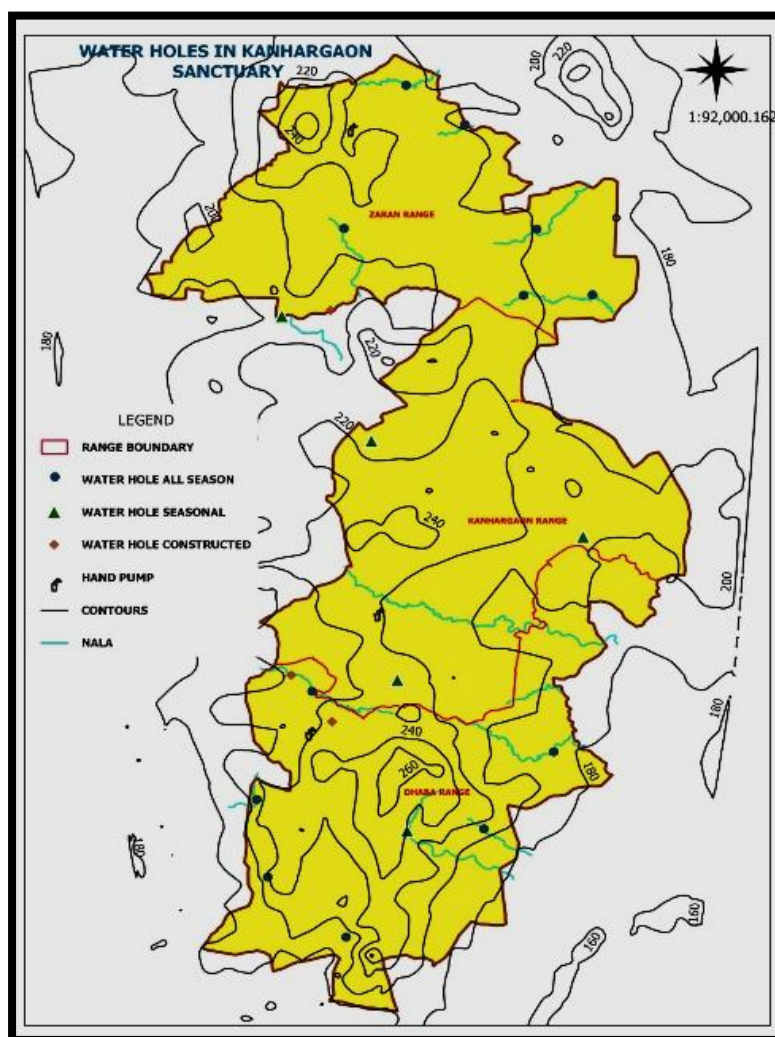 WATER HOLES IN KANHARGAON
SANCTUARY
220
200
220
1:92,000.162
240
ZARAN RANGE
200
180
180
220
220
LEGEND
RANGE BOUNDARY
WATER HOLE ALL SEASON
WATER HOLE SEASONAL
WATER HOLE CONSTRUCTED
HAND PUMP
CONTOURS
NALA
240
KANHARGAON RANGE
200
180
240
260
180
DHABA RANGE
180
160
160